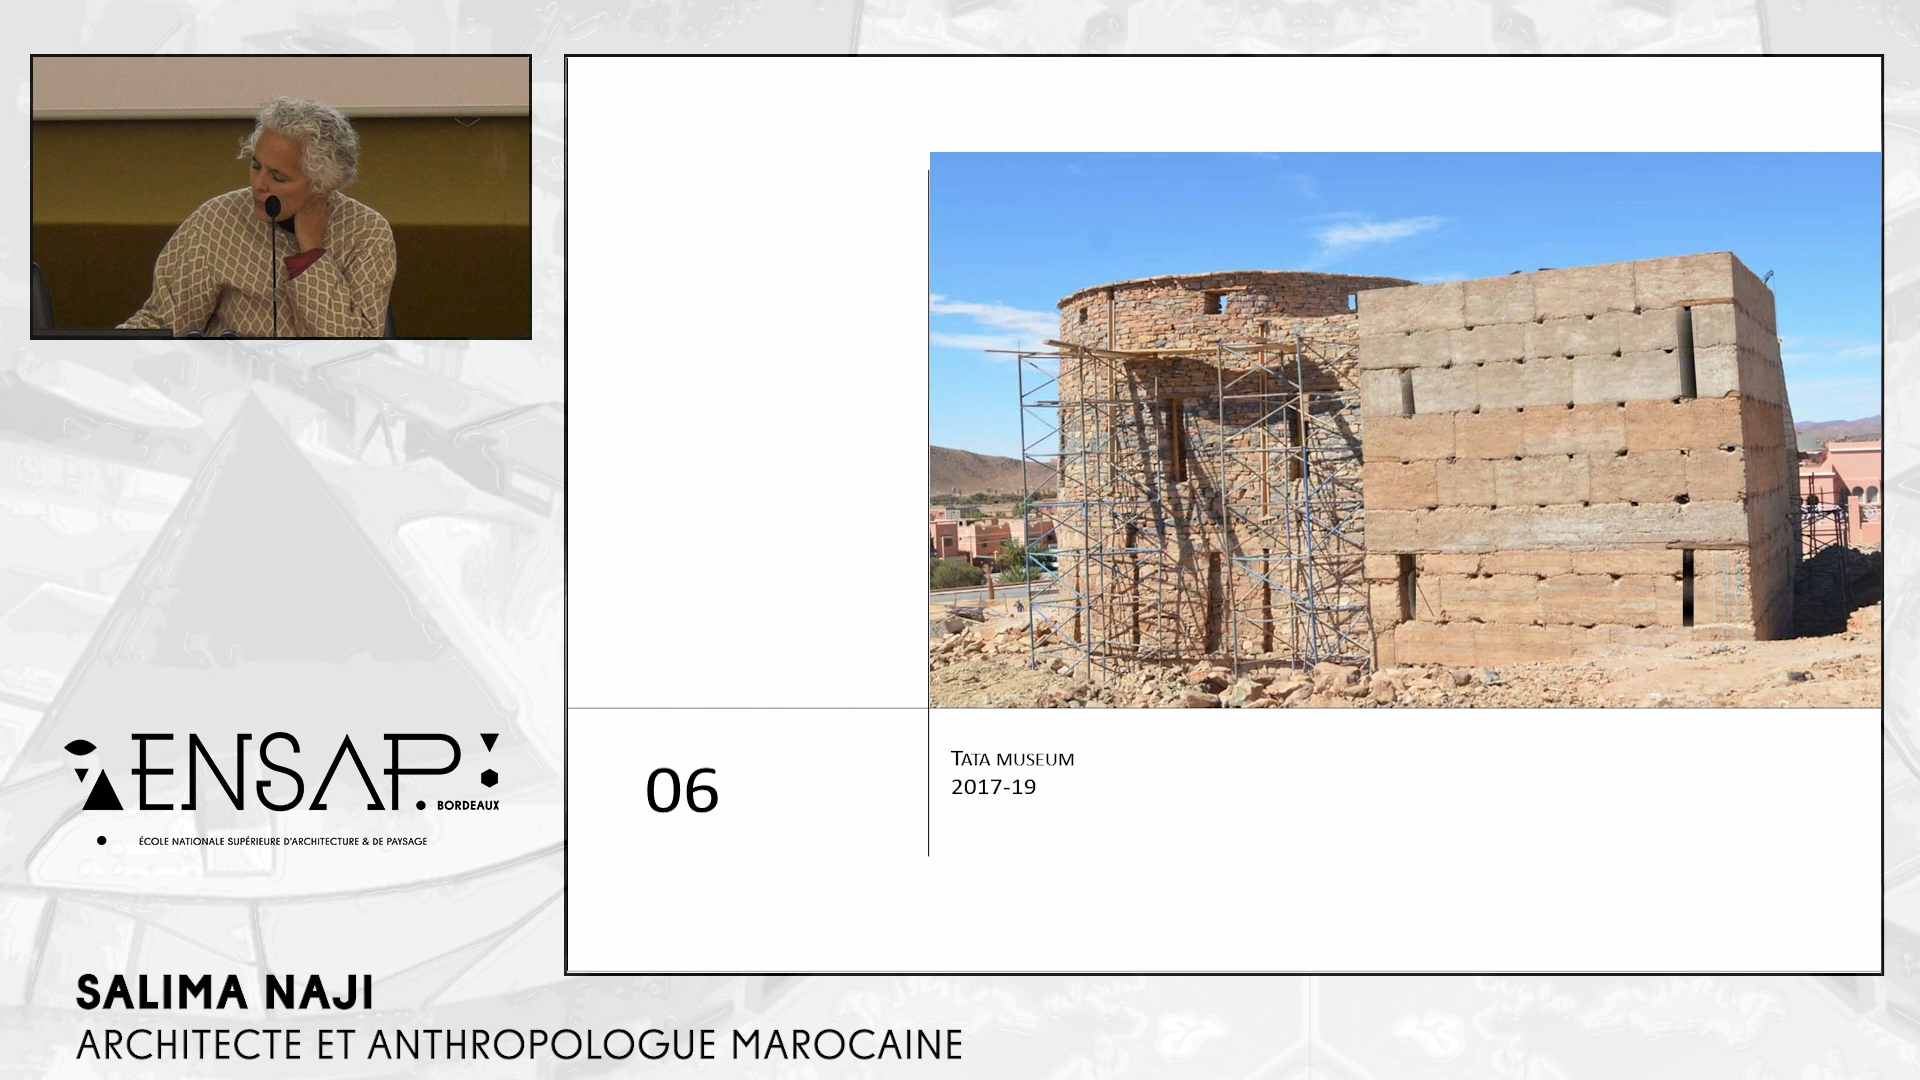 06
TATA MUSEUM
2017-19
ENSAP.
BORDEAUX
ÉCOLE NATIONALE SUPÉRIEURE D'ARCHITECTURE & DE PAYSAGE
SALIMA NAJI
ARCHITECTE ET ANTHROPOLOGUE MAROCAINE